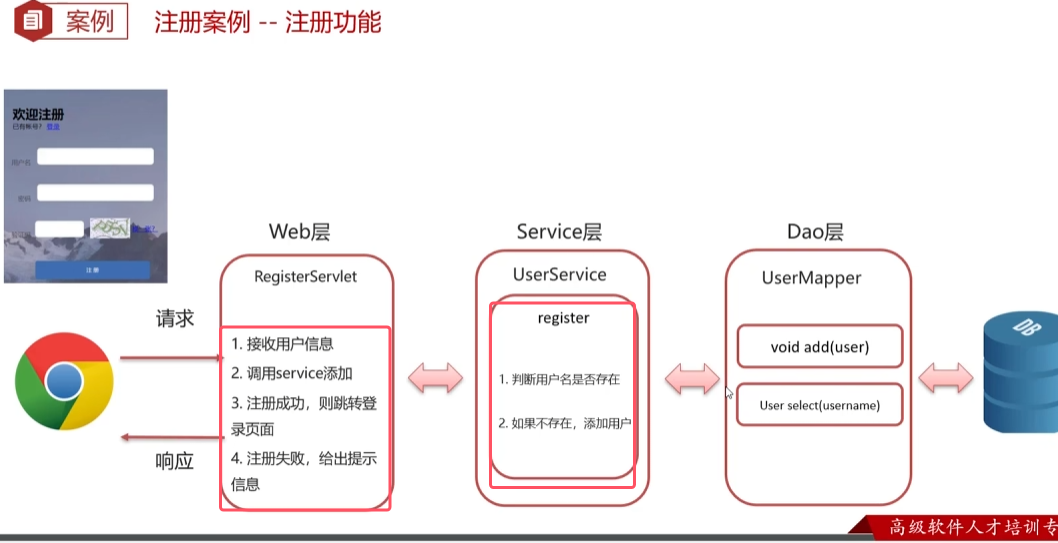 案例
注册案例 -- 注册功能
欢迎注册
已有帐号？ 登录
用户名
密码
注 册
Web层
Service层
Dao层
RegisterServlet
UserService
UserMapper
请求
register
1. 接收用户信息
2. 调用service添加
3. 注册成功，则跳转登
录页面
4. 注册失败，给出提示
信息
1. 判断用户名是否存在
2. 如果不存在，添加用户
void add(user)
User select(username)
DB
响应
高级软件人才培训专